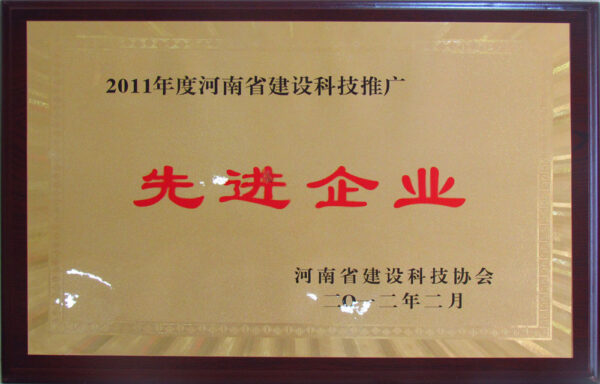 2011年度河南省建设科技推广
先进企业
河南省建设科技协会
二〇一二年二月